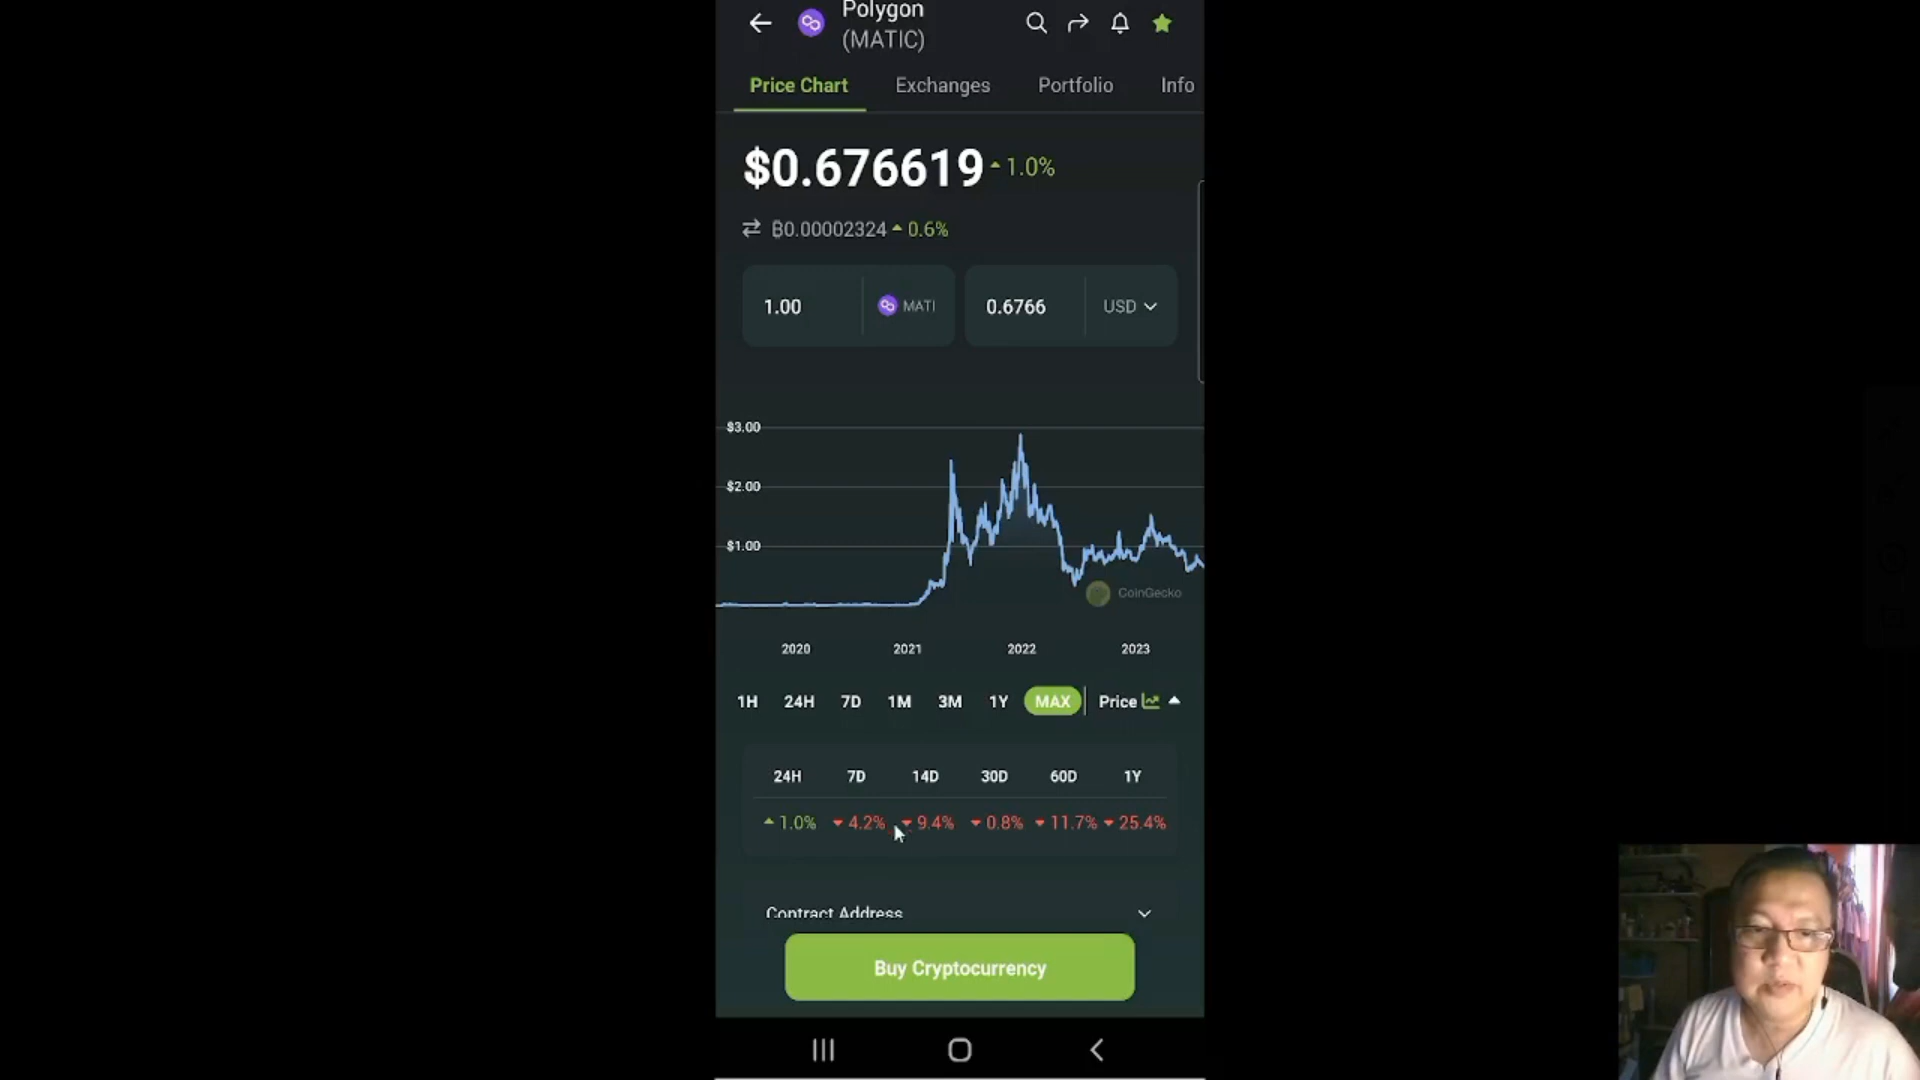 Polygon
(MATIC)
Price Chart Exchanges Portfolio Info
$0.676619 1.0%
₿0.00002324 0.6%
1.00 MATI 0.6766 USD
$3.00
$2.00
$1.00
CoinGecko
2020 2021 2022 2023
1H 24H 7D 1M 3M 1Y MAX Price
24H 7D 14D 30D 60D 1Y
1.0% 4.2% 9.4% 0.8% 11.7% 25.4%
Contract Address
Buy Cryptocurrency